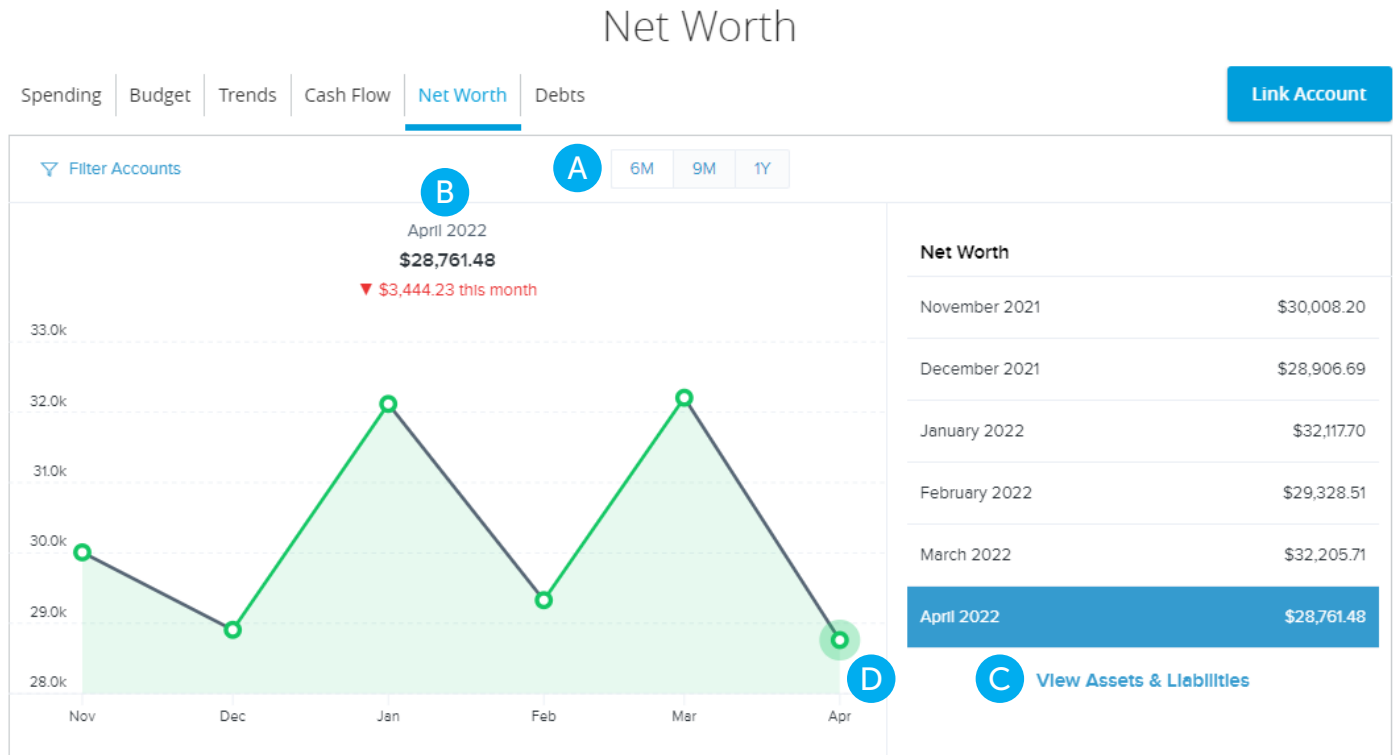 Net Worth
Spending Budget Trends Cash Flow Net Worth Debts
Link Account
Filter Accounts
A
6M 9M 1Y
B
April 2022
$28,761.48
▼ $3,444.23 this month
33.0k
32.0k
31.0k
30.0k
29.0k
28.0k
Nov Dec Jan Feb Mar Apr
D
Net Worth
November 2021 $30,008.20
December 2021 $28,906.69
January 2022 $32,117.70
February 2022 $29,328.51
March 2022 $32,205.71
April 2022 $28,761.48
C
View Assets & Liabilities